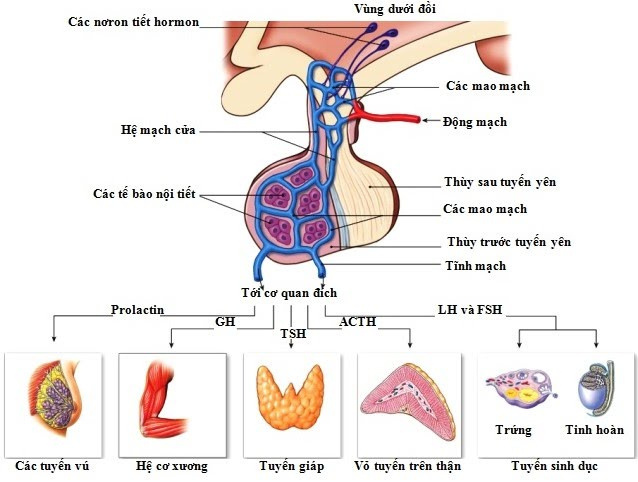 Vùng dưới đồi
Các nơron tiết hormon
Các mao mạch
Động mạch
Hệ mạch cửa
Thùy sau tuyến yên
Các tế bào nội tiết
Các mao mạch
Thùy trước tuyến yên
Tĩnh mạch
Tới cơ quan đích
Prolactin
GH
TSH
ACTH
LH và FSH
Trứng
Tinh hoàn
Các tuyến vú
Hệ cơ xương
Tuyến giáp
Vỏ tuyến trên thận
Tuyến sinh dục